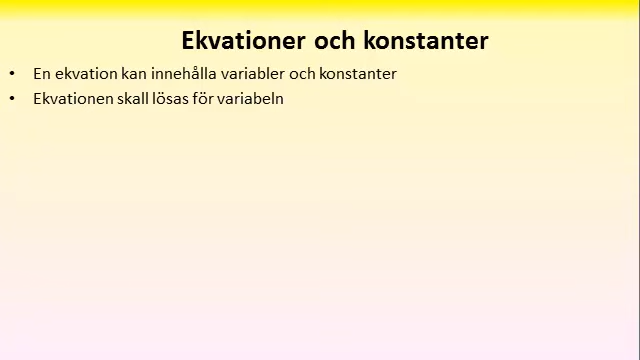 Ekvationer och konstanter
• En ekvation kan innehålla variabler och konstanter
• Ekvationen skall lösas för variabeln